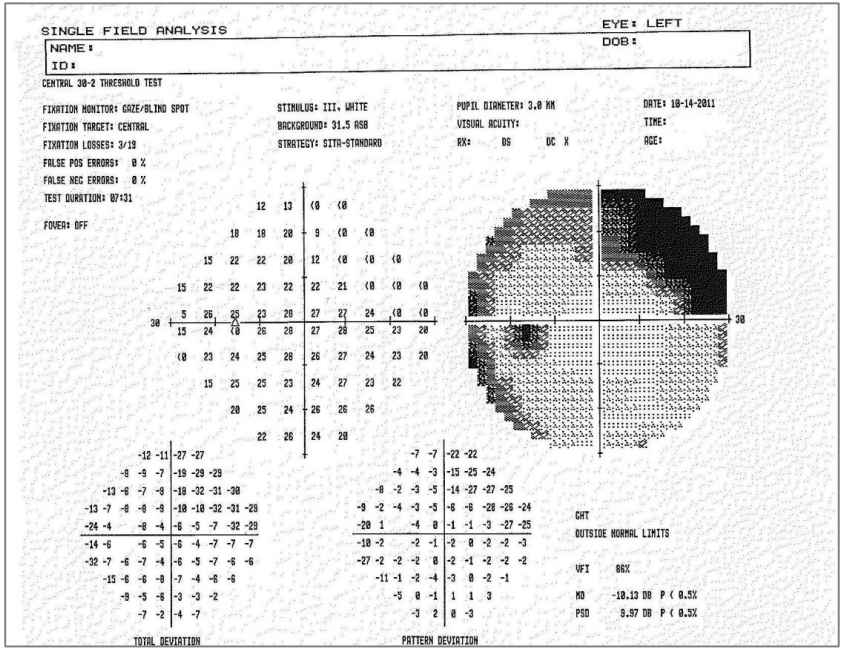 SINGLE FIELD ANALYSIS
EYE: LEFT
NAME:
DOB:
ID:
CENTRAL 30-2 THRESHOLD TEST
FIXATION MONITOR: GAZE/BLIND SPOT
FIXATION TARGET: CENTRAL
FIXATION LOSSES: 3/19
FALSE POS ERRORS: 0 %
FALSE NEG ERRORS: 0 %
TEST DURATION: 07:31
FOVEA: OFF
STIMULUS: III, WHITE
BACKGROUND: 31.5 ASB
STRATEGY: SITA-STANDARD
PUPIL DIAMETER: 3.0 MM
VISUAL ACUITY:
RX: DS DC X
DATE: 10-14-2011
TIME:
AGE:
12 13 <0 <0
18 18 20 9 <0 <0
15 22 22 20 12 <0 <0 <0
15 22 22 23 22 22 21 <0 <0 <0
5 26 25 23 28 27 27 24 <0 <0
30 30
15 24 <0 26 28 27 28 25 23 20
<0 23 24 25 28 26 27 24 23 20
15 25 25 23 24 27 23 22
20 25 24 26 26 26
22 26 24 20
-12 -11 -27 -27
-8 -9 -7 -19 -29 -29
-13 -8 -7 -9 -18 -32 -31 -30
-13 -7 -8 -8 -9 -10 -10 -32 -31 -29
-24 -4 -8 -4 -6 -5 -7 -32 -29
-14 -6 -6 -5 -6 -4 -7 -7 -7
-32 -7 -6 -7 -4 -6 -5 -7 -6 -6
-15 -6 -6 -8 -7 -4 -6 -6
-9 -5 -6 -3 -3 -2
-7 -2 -4 -7
TOTAL DEVIATION
-7 -7 -22 -22
-4 -4 -3 -15 -25 -24
-8 -2 -3 -5 -14 -27 -27 -25
-9 -2 -4 -3 -5 -6 -6 -28 -26 -24
-20 1 -4 0 -1 -1 -3 -27 -25
-10 -2 -2 -1 -2 0 -2 -2 -3
-27 -2 -2 -2 0 -2 -1 -2 -2 -2
-11 -1 -2 -4 -3 0 -2 -1
-5 0 -1 1 1 3
-3 2 0 -3
PATTERN DEVIATION
GHT
OUTSIDE NORMAL LIMITS
VFI 86%
MD -10.13 DB P < 0.5%
PSD 9.97 DB P < 0.5%